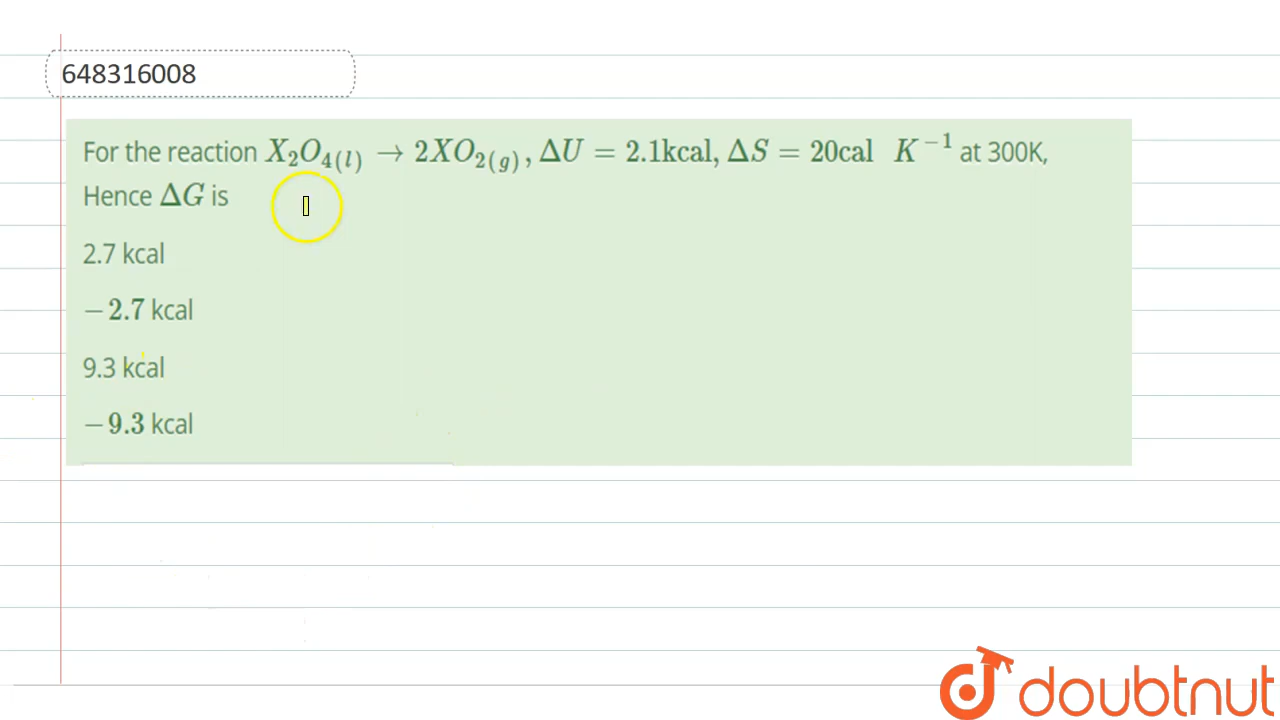 648316008
For the reaction X₂O₄₍ₗ₎ → 2XO₂₍g₎, ΔU = 2.1kcal, ΔS = 20cal K⁻¹ at 300K,
Hence ΔG is
2.7 kcal
−2.7 kcal
9.3 kcal
−9.3 kcal
doubtnut